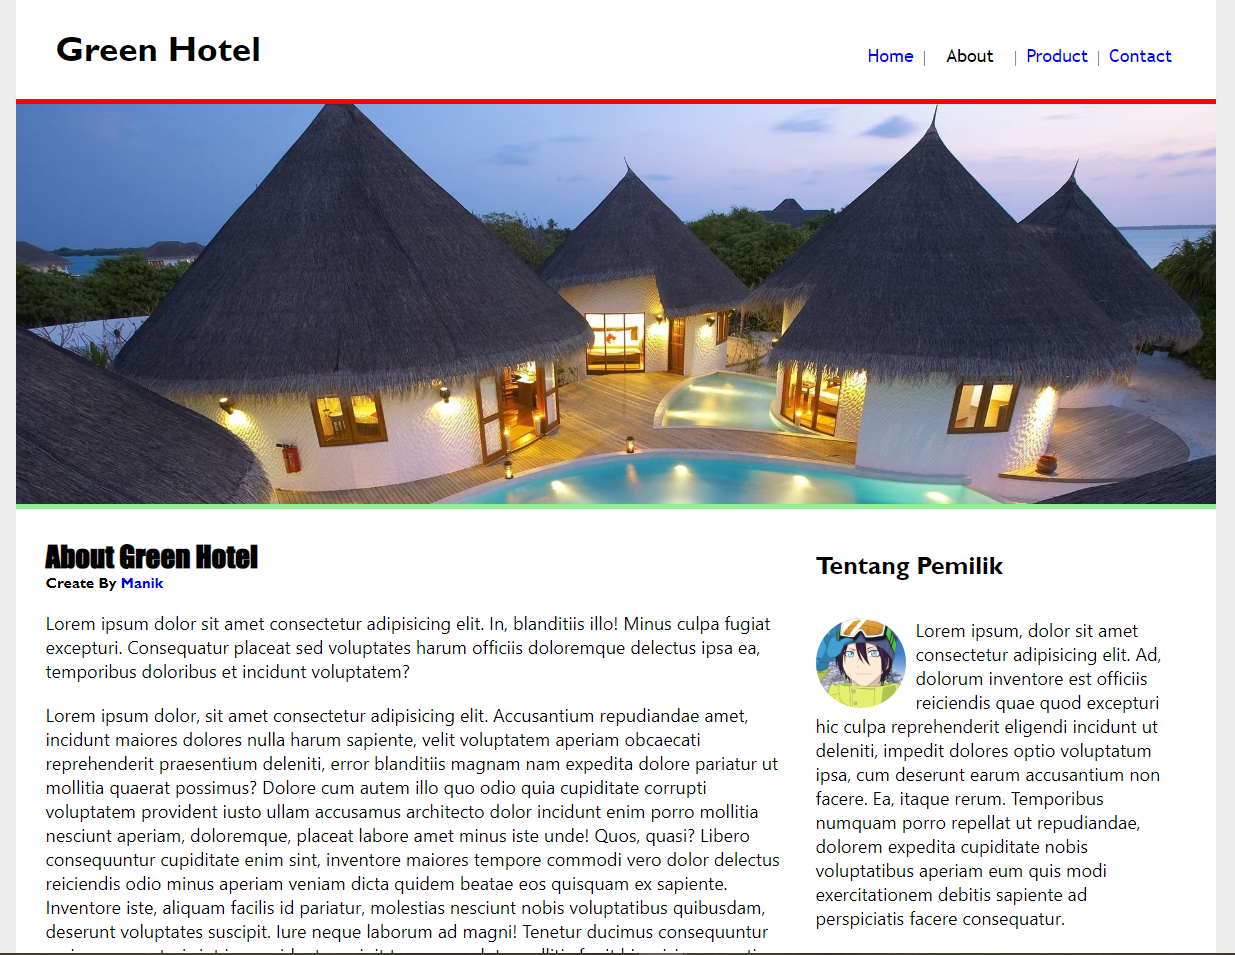 Green Hotel
Home | About | Product | Contact
About Green Hotel
Create By Manik
Lorem ipsum dolor sit amet consectetur adipisicing elit. In, blanditiis illo! Minus culpa fugiat
excepturi. Consequatur placeat sed voluptates harum officiis doloremque delectus ipsa ea,
temporibus doloribus et incidunt voluptatem?
Lorem ipsum dolor, sit amet consectetur adipisicing elit. Accusantium repudiandae amet,
incidunt maiores dolores nulla harum sapiente, velit voluptatem aperiam obcaecati
reprehenderit praesentium deleniti, error blanditiis magnam nam expedita dolore pariatur ut
mollitia quaerat possimus? Dolore cum autem illo quo odio quia cupiditate corrupti
voluptatem provident iusto ullam accusamus architecto dolor incidunt enim porro mollitia
nesciunt aperiam, doloremque, placeat labore amet minus iste unde! Quos, quasi? Libero
consequuntur cupiditate enim sint, inventore maiores tempore commodi vero dolor delectus
reiciendis odio minus aperiam veniam dicta quidem beatae eos quisquam ex sapiente.
Inventore iste, aliquam facilis id pariatur, molestias nesciunt nobis voluptatibus quibusdam,
deserunt voluptates suscipit. Iure neque laborum ad magni! Tenetur ducimus consequuntur
Tentang Pemilik
Lorem ipsum, dolor sit amet
consectetur adipisicing elit. Ad,
dolorum inventore est officiis
reiciendis quae quod excepturi
hic culpa reprehenderit eligendi incidunt ut
deleniti, impedit dolores optio voluptatum
ipsa, cum deserunt earum accusantium non
facere. Ea, itaque rerum. Temporibus
numquam porro repellat ut repudiandae,
dolorem expedita cupiditate nobis
voluptatibus aperiam eum quis modi
exercitationem debitis sapiente ad
perspiciatis facere consequatur.